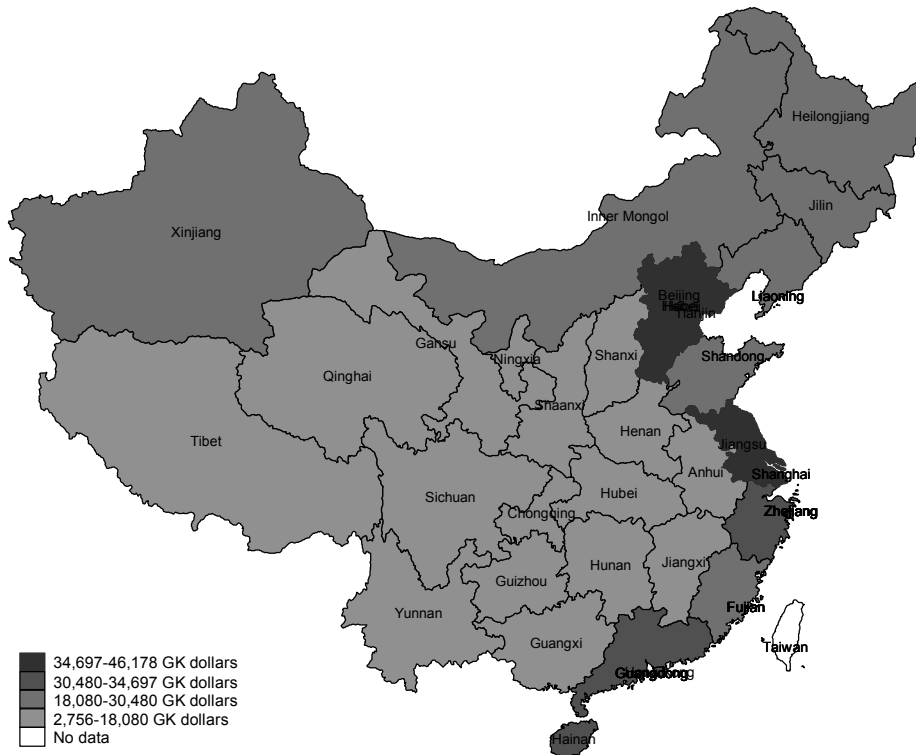 Heilongjiang
Jilin
Inner Mongol
Xinjiang
Beijing
Liaoning
Hebei
Tianjin
Gansu
Ningxia
Shanxi
Shandong
Qinghai
Shaanxi
Henan
Jiangsu
Tibet
Anhui
Shanghai
Sichuan
Hubei
Chongqing
Zhejiang
Hunan
Jiangxi
Guizhou
Yunnan
Fujian
Guangxi
Taiwan
Guangdong
Hainan
34,697-46,178 GK dollars
30,480-34,697 GK dollars
18,080-30,480 GK dollars
2,756-18,080 GK dollars
No data